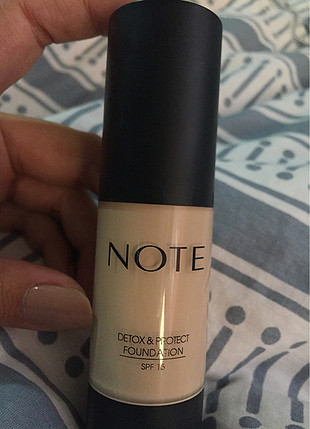 NOTE
DETOX & PROTECT
FOUNDATION
SPF 15